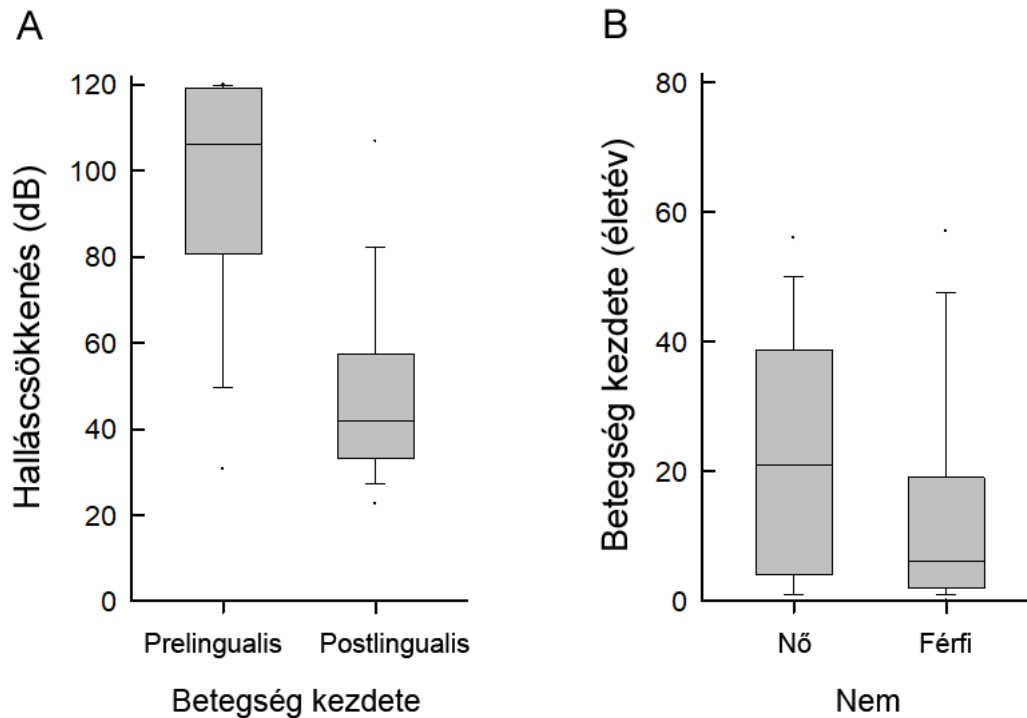 A
Halláscsökkenés (dB)
120
100
80
60
40
20
0
Prelingualis
Postlingualis
Betegség kezdete
B
Betegség kezdete (életév)
80
60
40
20
0
Nő
Férfi
Nem